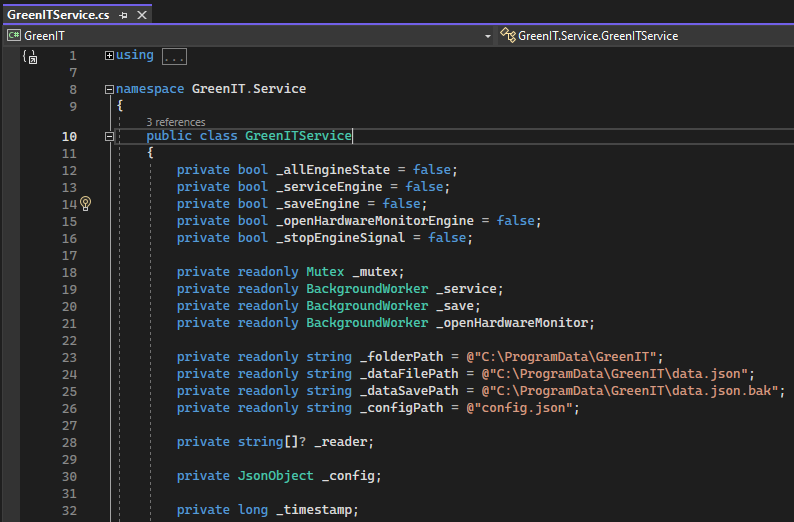 GreenITService.cs
GreenIT
GreenIT.Service.GreenITService
1 using ...
7
8 namespace GreenIT.Service
9 {
3 references
10 public class GreenITService
11 {
12 private bool _allEngineState = false;
13 private bool _serviceEngine = false;
14 private bool _saveEngine = false;
15 private bool _openHardwareMonitorEngine = false;
16 private bool _stopEngineSignal = false;
17
18 private readonly Mutex _mutex;
19 private readonly BackgroundWorker _service;
20 private readonly BackgroundWorker _save;
21 private readonly BackgroundWorker _openHardwareMonitor;
22
23 private readonly string _folderPath = @"C:\ProgramData\GreenIT";
24 private readonly string _dataFilePath = @"C:\ProgramData\GreenIT\data.json";
25 private readonly string _dataSavePath = @"C:\ProgramData\GreenIT\data.json.bak";
26 private readonly string _configPath = @"config.json";
27
28 private string[]? _reader;
29
30 private JsonObject _config;
31
32 private long _timestamp;